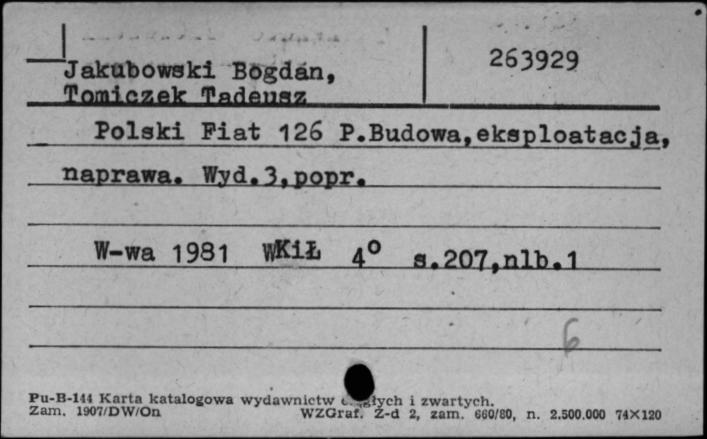 263929
Jakubowski Bogdan,
Tomiczek Tadeusz
Polski Fiat 126 P.Budowa,eksploatacja,
naprawa. Wyd.3,popr.
W-wa 1981 WKiŁ 4° s.207,nlb.1
6
Pu-B-144 Karta katalogowa wydawnictw i zwartych.
Zam. 1907/DW/On WZGraf. Z-d 2, zam. 660/80, n. 2.500.000 74X120